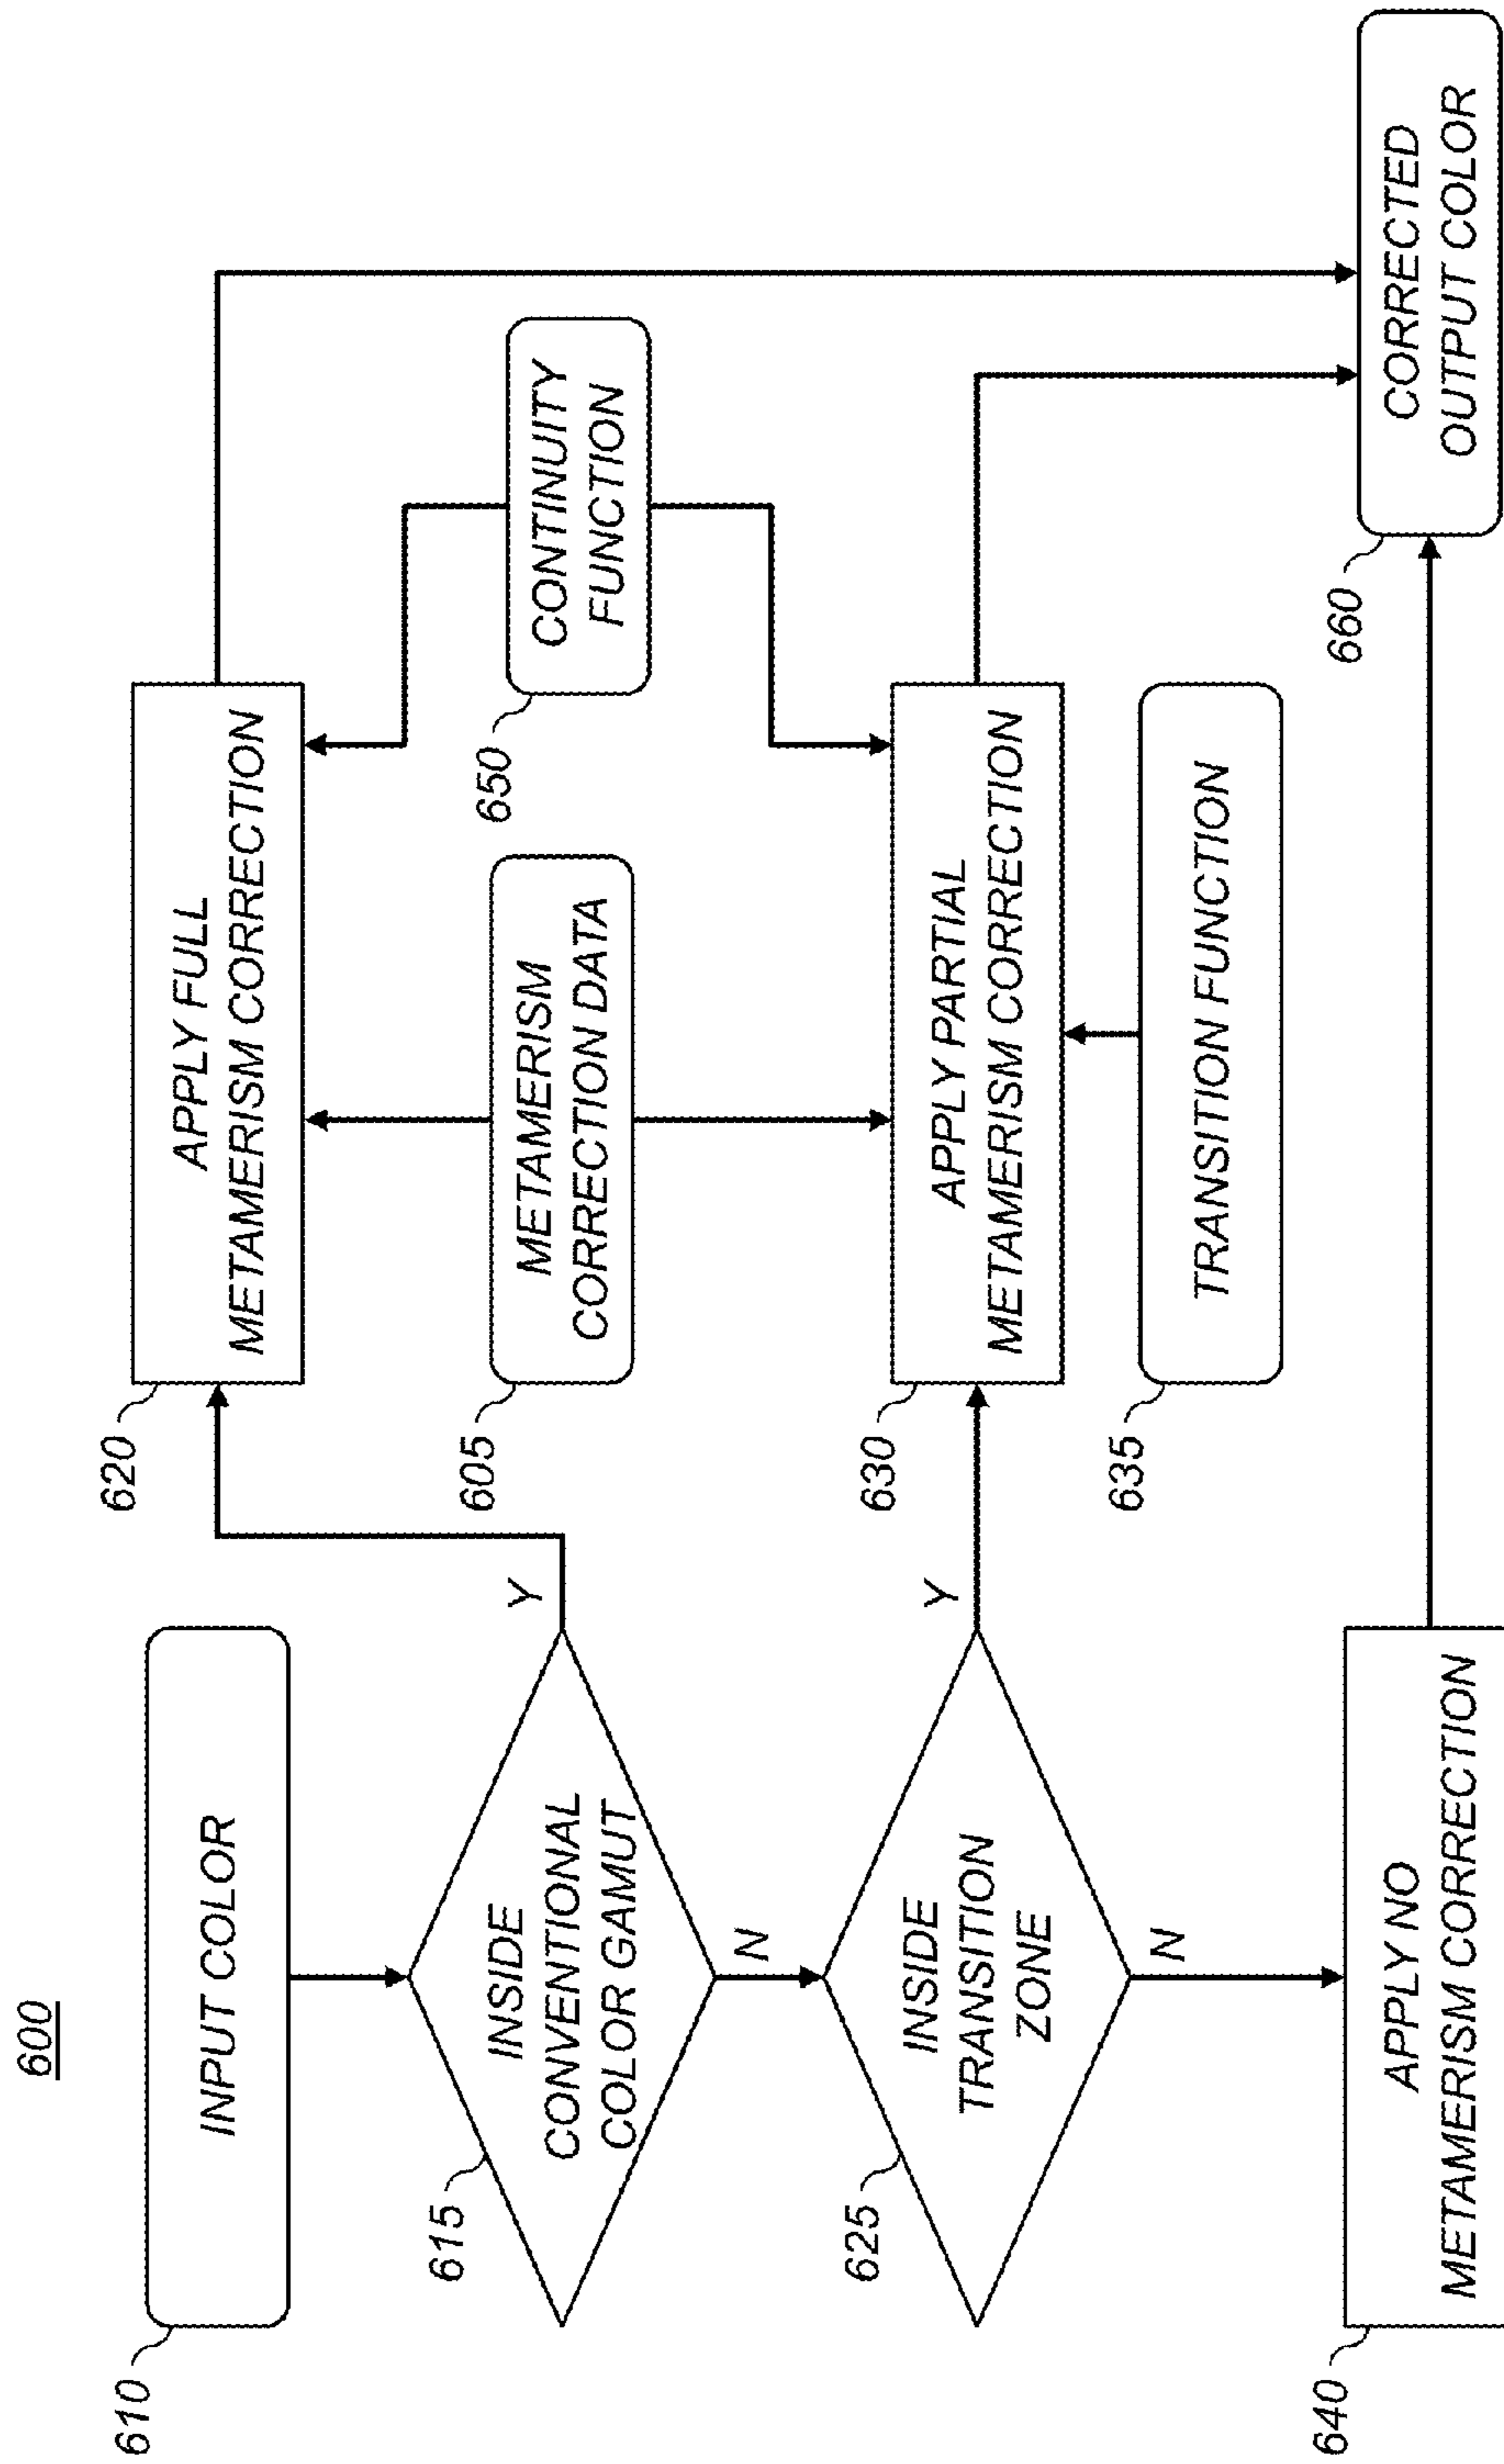 600
610
INPUT COLOR
615
INSIDE
CONVENTIONAL
COLOR GAMUT
Y
N
620
APPLY FULL
METAMERISM CORRECTION
605
METAMERISM
CORRECTION DATA
650
CONTINUITY
FUNCTION
625
INSIDE
TRANSITION
ZONE
Y
N
630
APPLY PARTIAL
METAMERISM CORRECTION
635
TRANSITION FUNCTION
640
APPLY NO
METAMERISM CORRECTION
660
CORRECTED
OUTPUT COLOR